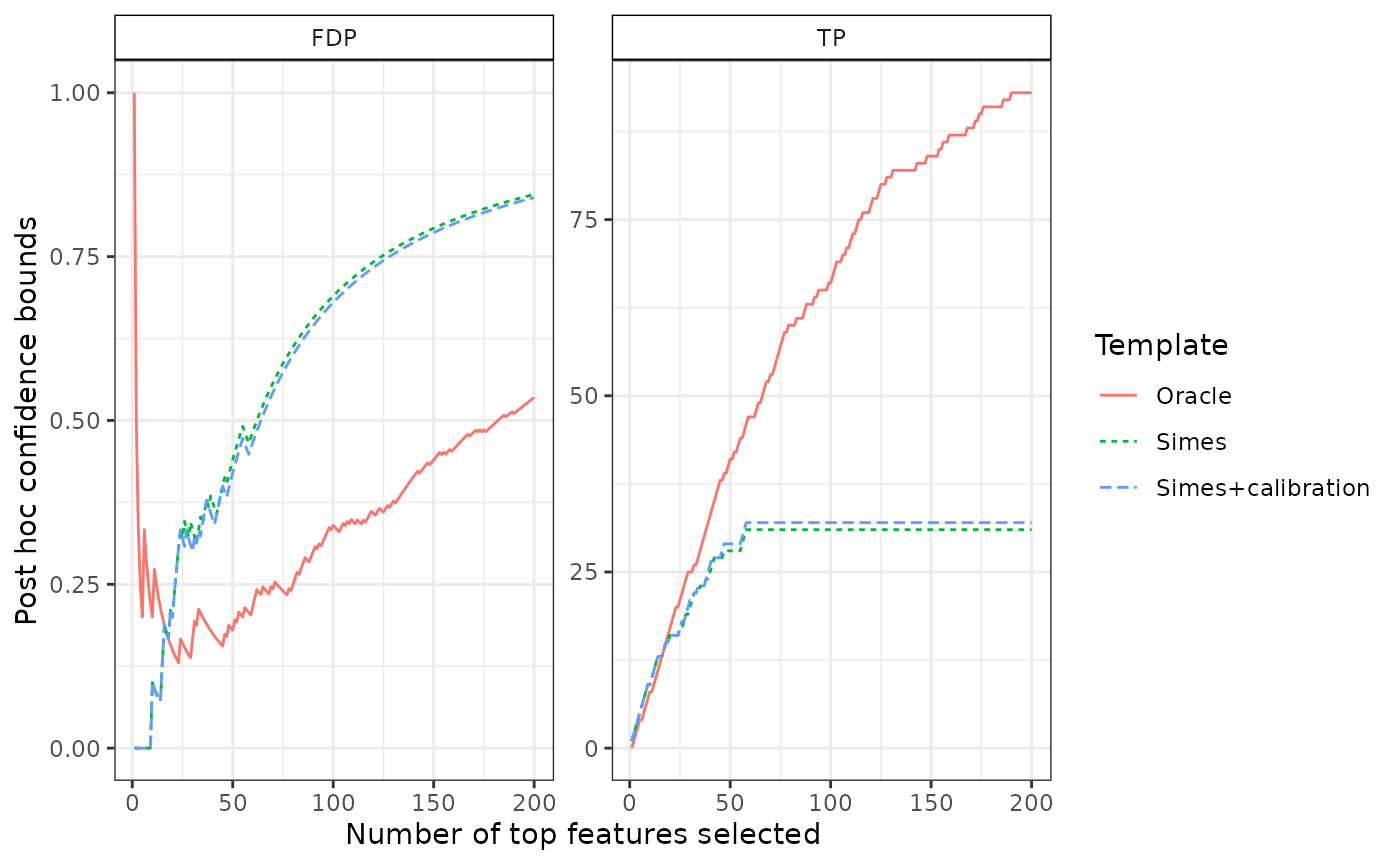 FDP
TP
1.00
0.75
0.50
0.25
0.00
75
50
25
0
0 50 100 150 200
0 50 100 150 200
Number of top features selected
Post hoc confidence bounds
Template
Oracle
Simes
Simes+calibration